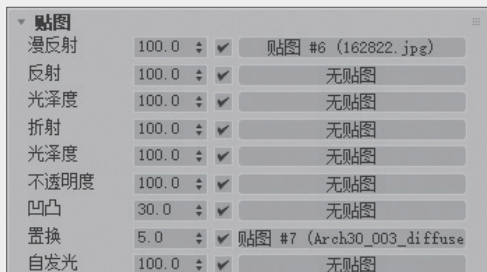 贴图
漫反射 100.0 贴图 #6 (162822.jpg)
反射 100.0 无贴图
光泽度 100.0 无贴图
折射 100.0 无贴图
光泽度 100.0 无贴图
不透明度 100.0 无贴图
凹凸 30.0 无贴图
置换 5.0 贴图 #7 (Arch30_003_diffuse
自发光 100.0 无贴图